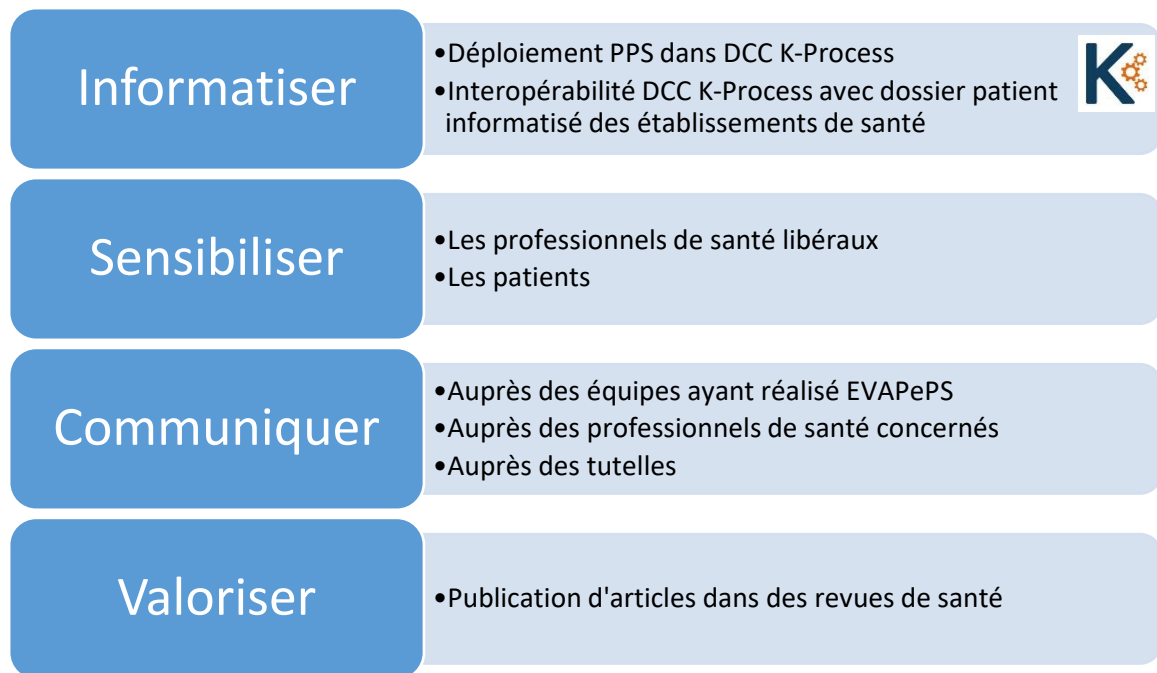 Informatiser
•Déploiement PPS dans DCC K-Process
•Interopérabilité DCC K-Process avec dossier patient
informatisé des établissements de santé
K
Sensibiliser
•Les professionnels de santé libéraux
•Les patients
Communiquer
•Auprès des équipes ayant réalisé EVAPePS
•Auprès des professionnels de santé concernés
•Auprès des tutelles
Valoriser
•Publication d'articles dans des revues de santé